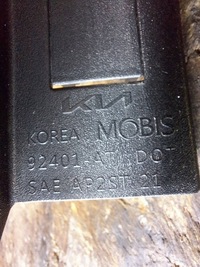 KIA
KOREA MOBIS
92401-AT DOT
SAE AP2ST 21